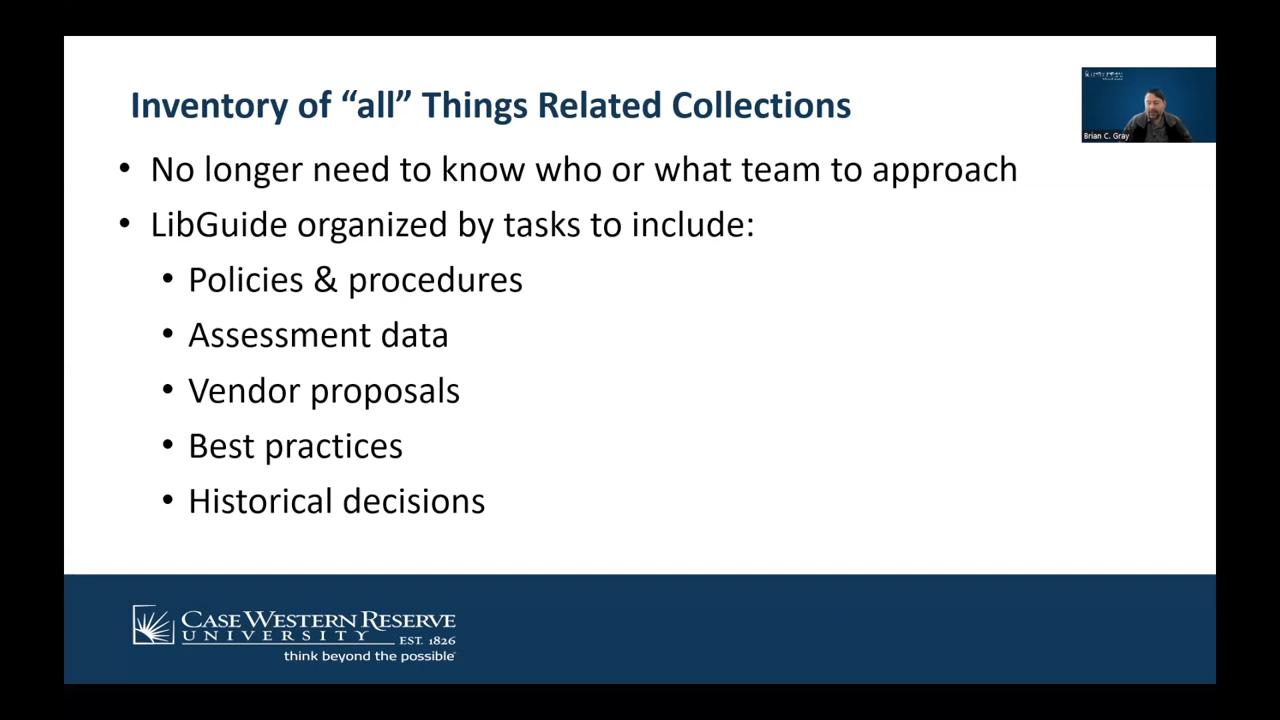 Inventory of “all” Things Related Collections
• No longer need to know who or what team to approach
• LibGuide organized by tasks to include:
• Policies & procedures
• Assessment data
• Vendor proposals
• Best practices
• Historical decisions
Brian C. Gray
CASE WESTERN RESERVE
UNIVERSITY EST. 1826
think beyond the possible